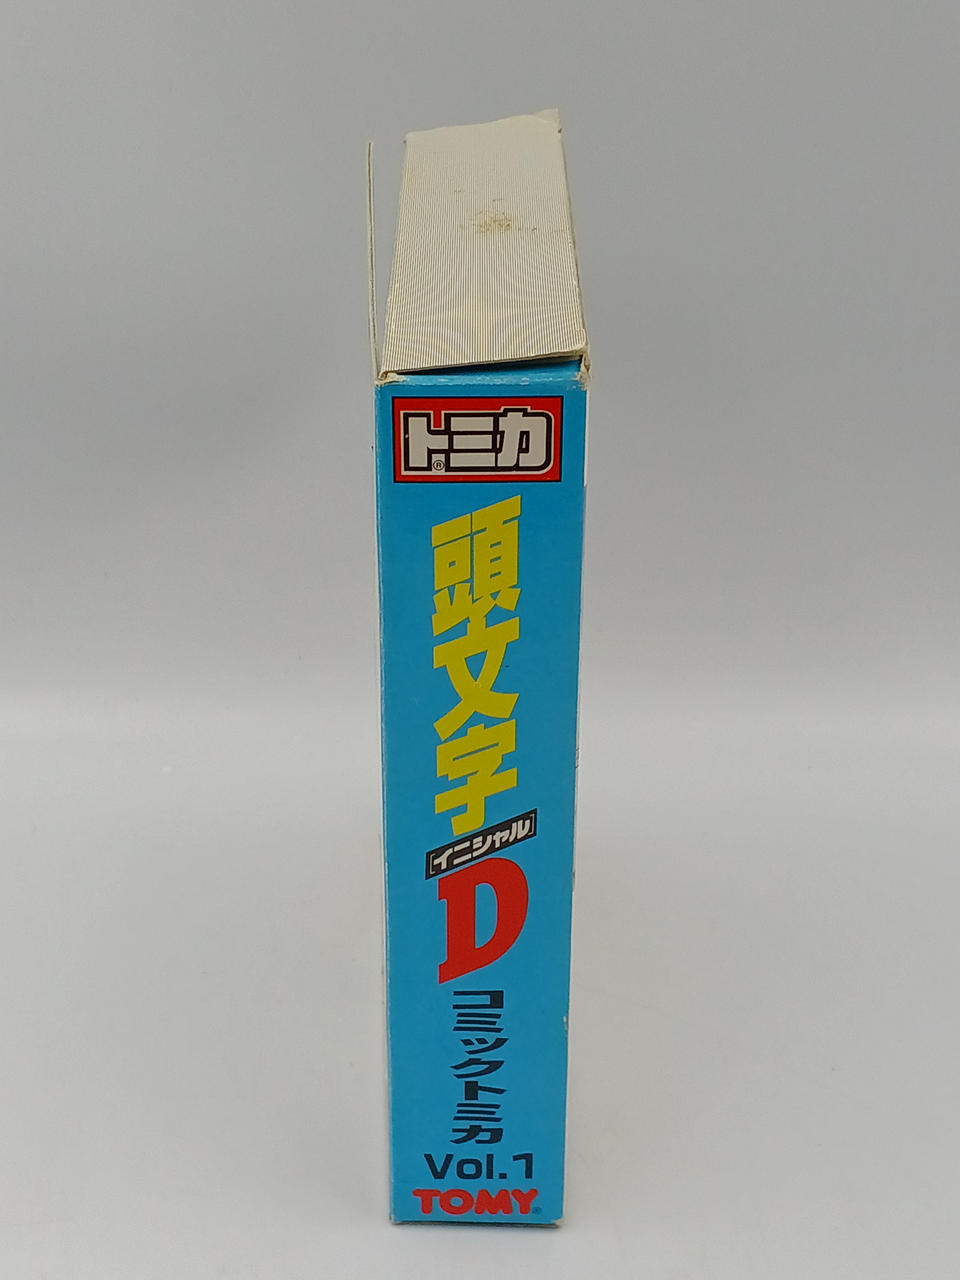 トミカ®
頭文字
[イニシャル]
D
コミックトミカ
Vol.1
TOMY®